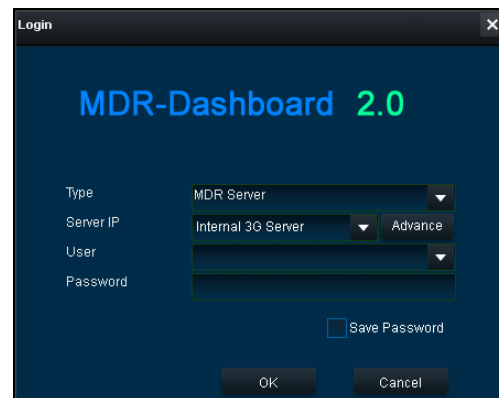 Login
MDR-Dashboard 2.0
Type MDR Server
Server IP Internal 3G Server Advance
User
Password
Save Password
OK Cancel